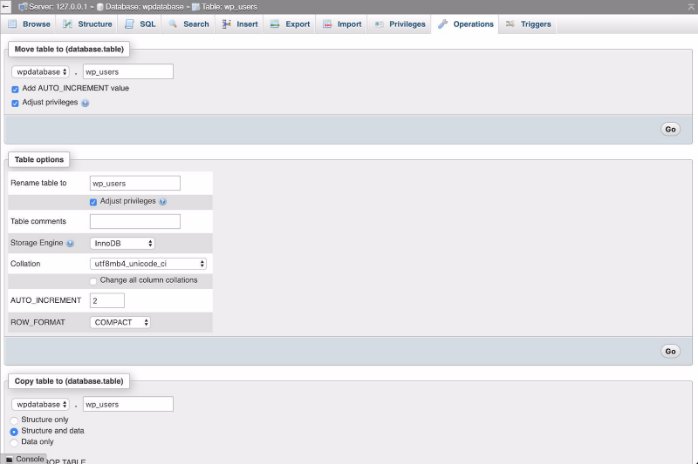 Server: 127.0.0.1 » Database: wpdatabase » Table: wp_users
Browse Structure SQL Search Insert Export Import Privileges Operations Triggers
Move table to (database.table)
wpdatabase . wp_users
Add AUTO_INCREMENT value
Adjust privileges
Go
Table options
Rename table to wp_users
Adjust privileges
Table comments
Storage Engine InnoDB
Collation utf8mb4_unicode_ci
Change all column collations
AUTO_INCREMENT 2
ROW_FORMAT COMPACT
Go
Copy table to (database.table)
wpdatabase . wp_users
Structure only
Structure and data
Data only
Console
TABLE